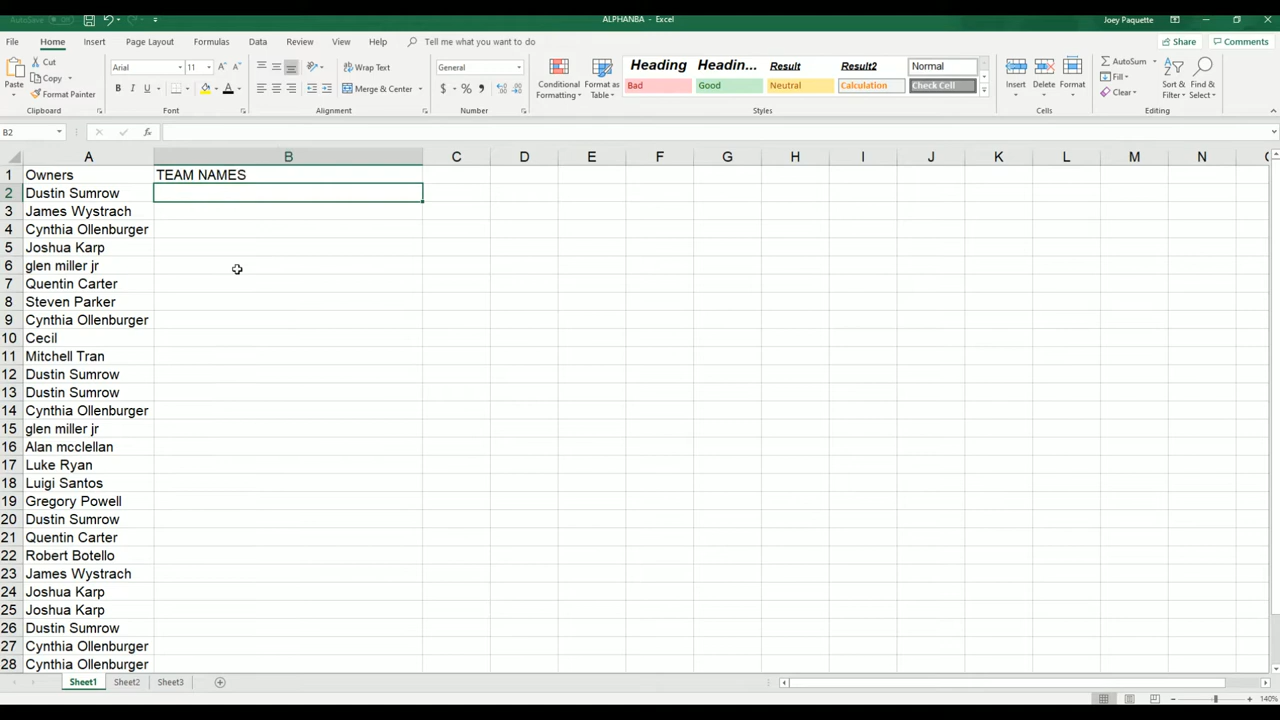 AutoSave Off
ALPHANBA - Excel
Joey Paquette
File Home Insert Page Layout Formulas Data Review View Help Tell me what you want to do Share Comments
Paste Cut Copy Format Painter Clipboard
Arial 11 B I U A Font
Wrap Text Merge & Center Alignment
General $ % Number
Conditional Formatting Format as Table
Heading Headin... Result Result2 Normal
Bad Good Neutral Calculation Check Cell
Styles
Insert Delete Format Cells
AutoSum Fill Clear Sort & Filter Find & Select Editing
B2 fx
A B C D E F G H I J K L M N
1 Owners TEAM NAMES
2 Dustin Sumrow
3 James Wystrach
4 Cynthia Ollenburger
5 Joshua Karp
6 glen miller jr
7 Quentin Carter
8 Steven Parker
9 Cynthia Ollenburger
10 Cecil
11 Mitchell Tran
12 Dustin Sumrow
13 Dustin Sumrow
14 Cynthia Ollenburger
15 glen miller jr
16 Alan mcclellan
17 Luke Ryan
18 Luigi Santos
19 Gregory Powell
20 Dustin Sumrow
21 Quentin Carter
22 Robert Botello
23 James Wystrach
24 Joshua Karp
25 Joshua Karp
26 Dustin Sumrow
27 Cynthia Ollenburger
28 Cynthia Ollenburger
Sheet1 Sheet2 Sheet3
140%